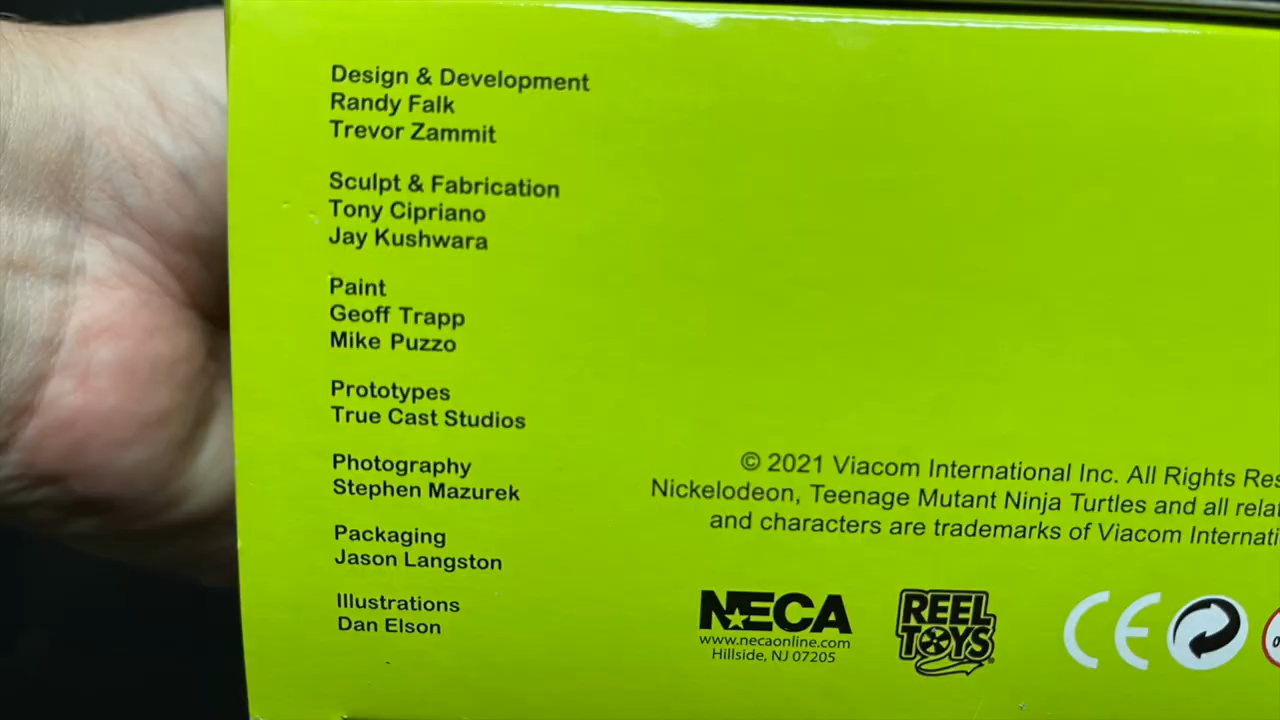 Design & Development
Randy Falk
Trevor Zammit
Sculpt & Fabrication
Tony Cipriano
Jay Kushwara
Paint
Geoff Trapp
Mike Puzzo
Prototypes
True Cast Studios
Photography
Stephen Mazurek
Packaging
Jason Langston
Illustrations
Dan Elson
© 2021 Viacom International Inc. All Rights Res
Nickelodeon, Teenage Mutant Ninja Turtles and all rela
and characters are trademarks of Viacom Internati
NECA
www.necaonline.com
Hillside, NJ 07205
REEL
TOYS
CE